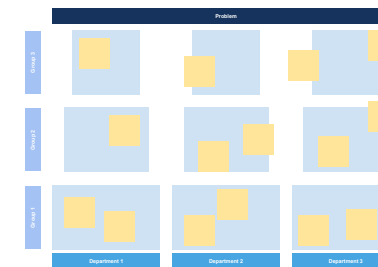 Problem
Group 3
Group 2
Group 1
Department 1
Department 2
Department 3